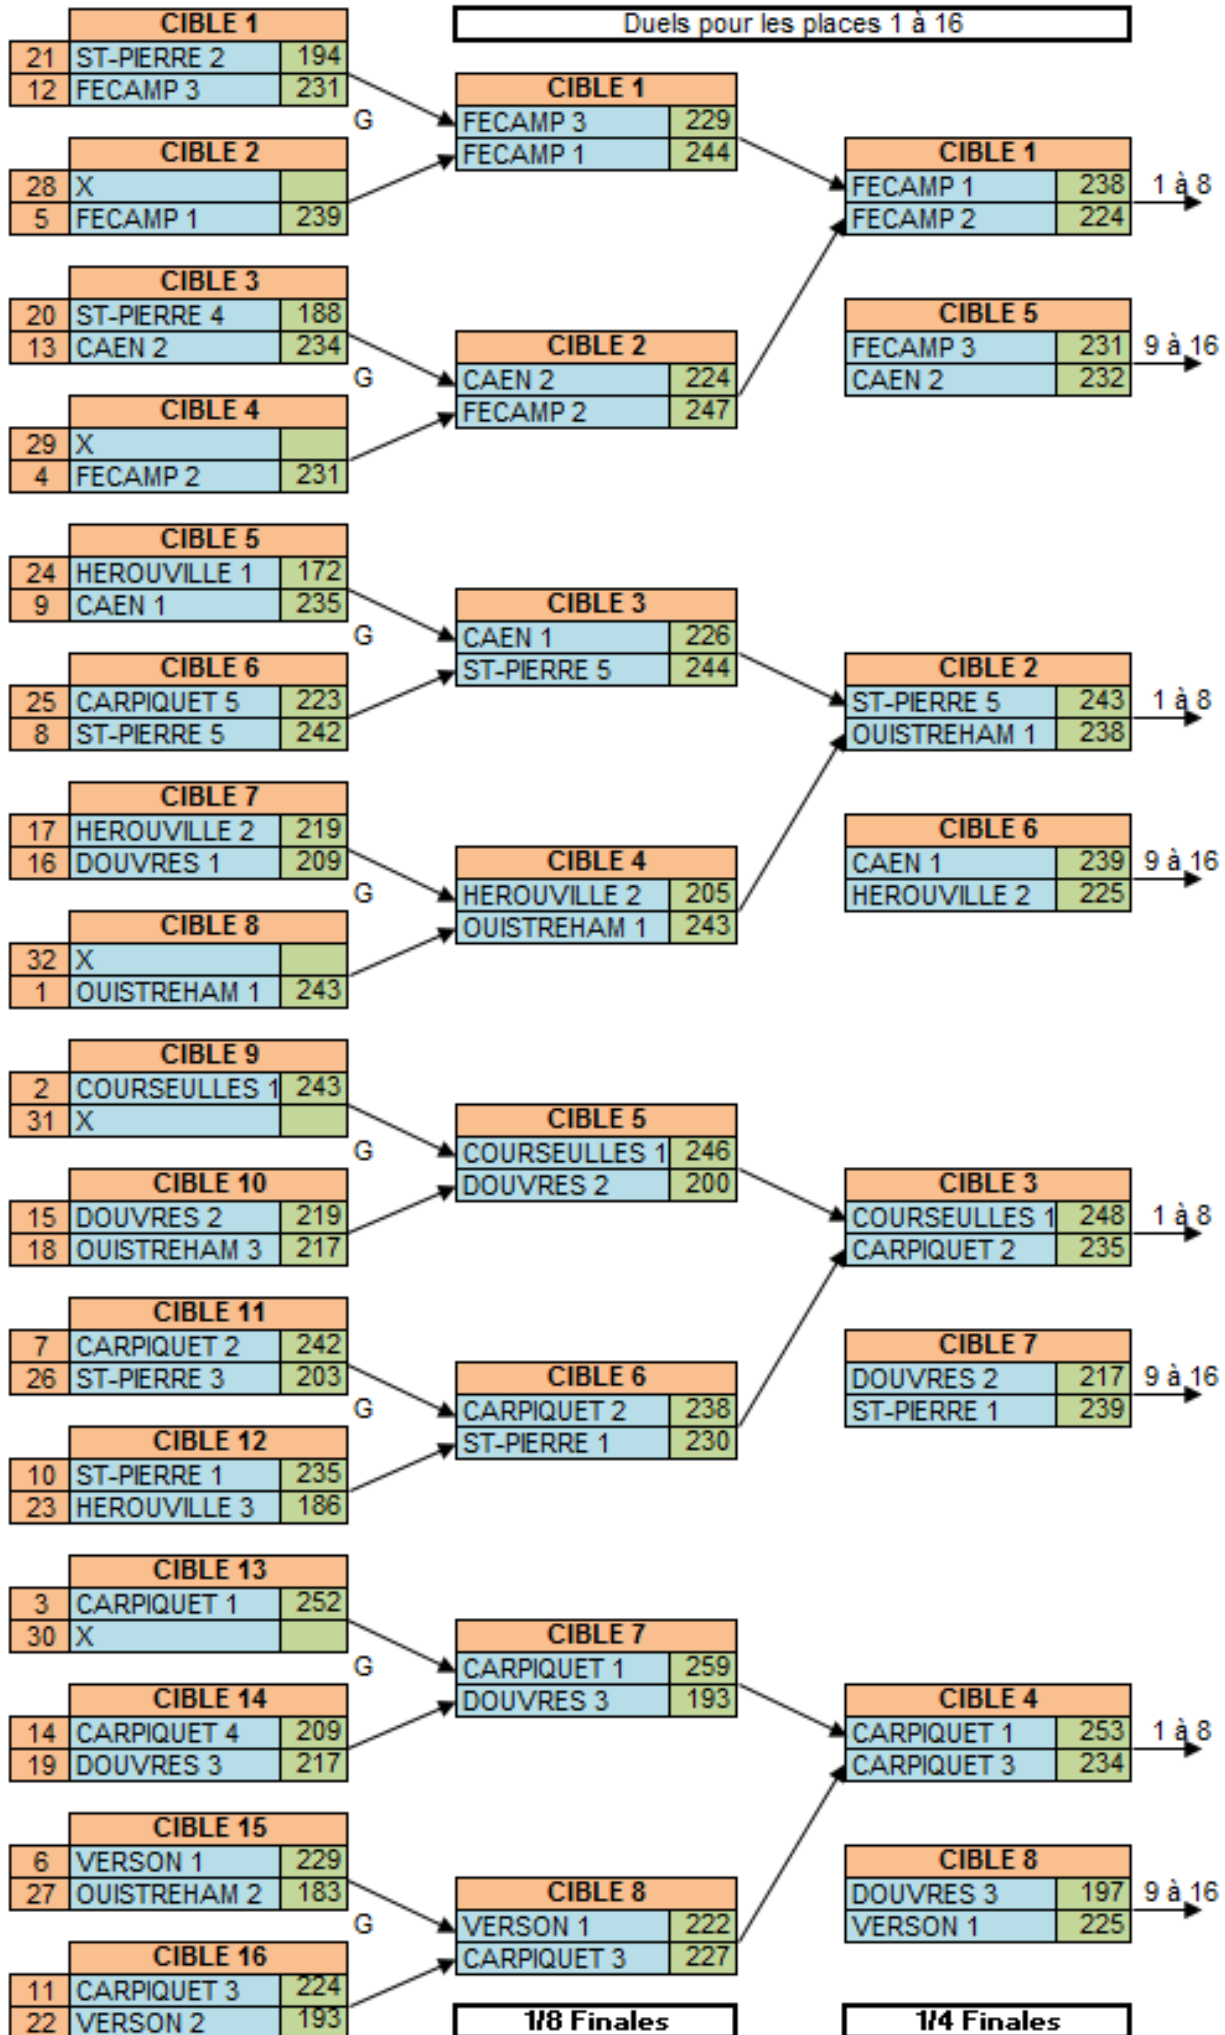 Duels pour les places 1 à 16
CIBLE 1
21 ST-PIERRE 2 194
12 FECAMP 3 231
G
CIBLE 2
28 X
5 FECAMP 1 239
CIBLE 3
20 ST-PIERRE 4 188
13 CAEN 2 234
G
CIBLE 4
29 X
4 FECAMP 2 231
CIBLE 5
24 HEROUVILLE 1 172
9 CAEN 1 235
G
CIBLE 6
25 CARPIQUET 5 223
8 ST-PIERRE 5 242
CIBLE 7
17 HEROUVILLE 2 219
16 DOUVRES 1 209
G
CIBLE 8
32 X
1 OUISTREHAM 1 243
CIBLE 9
2 COURSEULLES 1 243
31 X
G
CIBLE 10
15 DOUVRES 2 219
18 OUISTREHAM 3 217
CIBLE 11
7 CARPIQUET 2 242
26 ST-PIERRE 3 203
G
CIBLE 12
10 ST-PIERRE 1 235
23 HEROUVILLE 3 186
CIBLE 13
3 CARPIQUET 1 252
30 X
G
CIBLE 14
14 CARPIQUET 4 209
19 DOUVRES 3 217
CIBLE 15
6 VERSON 1 229
27 OUISTREHAM 2 183
G
CIBLE 16
11 CARPIQUET 3 224
22 VERSON 2 193
CIBLE 1
FECAMP 3 229
FECAMP 1 244
CIBLE 2
CAEN 2 224
FECAMP 2 247
CIBLE 3
CAEN 1 226
ST-PIERRE 5 244
CIBLE 4
HEROUVILLE 2 205
OUISTREHAM 1 243
CIBLE 5
COURSEULLES 1 246
DOUVRES 2 200
CIBLE 6
CARPIQUET 2 238
ST-PIERRE 1 230
CIBLE 7
CARPIQUET 1 259
DOUVRES 3 193
CIBLE 8
VERSON 1 222
CARPIQUET 3 227
1/8 Finales
CIBLE 1
FECAMP 1 238 1 à 8
FECAMP 2 224
CIBLE 5
FECAMP 3 231 9 à 16
CAEN 2 232
CIBLE 2
ST-PIERRE 5 243 1 à 8
OUISTREHAM 1 238
CIBLE 6
CAEN 1 239 9 à 16
HEROUVILLE 2 225
CIBLE 3
COURSEULLES 1 248 1 à 8
CARPIQUET 2 235
CIBLE 7
DOUVRES 2 217 9 à 16
ST-PIERRE 1 239
CIBLE 4
CARPIQUET 1 253 1 à 8
CARPIQUET 3 234
CIBLE 8
DOUVRES 3 197 9 à 16
VERSON 1 225
1/4 Finales